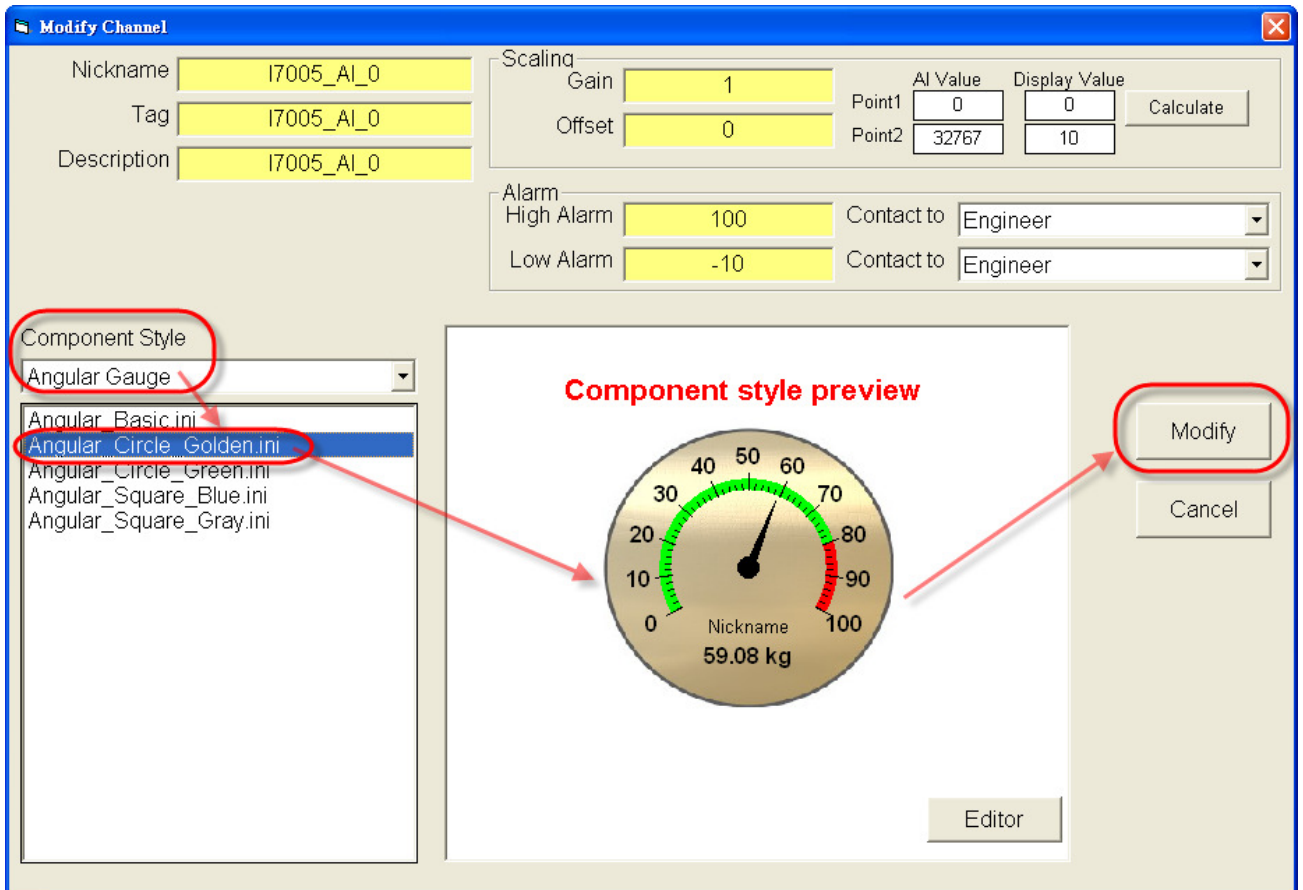 Modify Channel
Nickname I7005_AI_0
Tag I7005_AI_0
Description I7005_AI_0
Scaling
Gain 1
Offset 0
AI Value Display Value
Point1 0 0
Point2 32767 10
Calculate
Alarm
High Alarm 100 Contact to Engineer
Low Alarm -10 Contact to Engineer
Component Style
Angular Gauge
Angular_Basic.ini
Angular_Circle_Golden.ini
Angular_Circle_Green.ini
Angular_Square_Blue.ini
Angular_Square_Gray.ini
Component style preview
0 10 20 30 40 50 60 70 80 90 100
Nickname
59.08 kg
Editor
Modify
Cancel